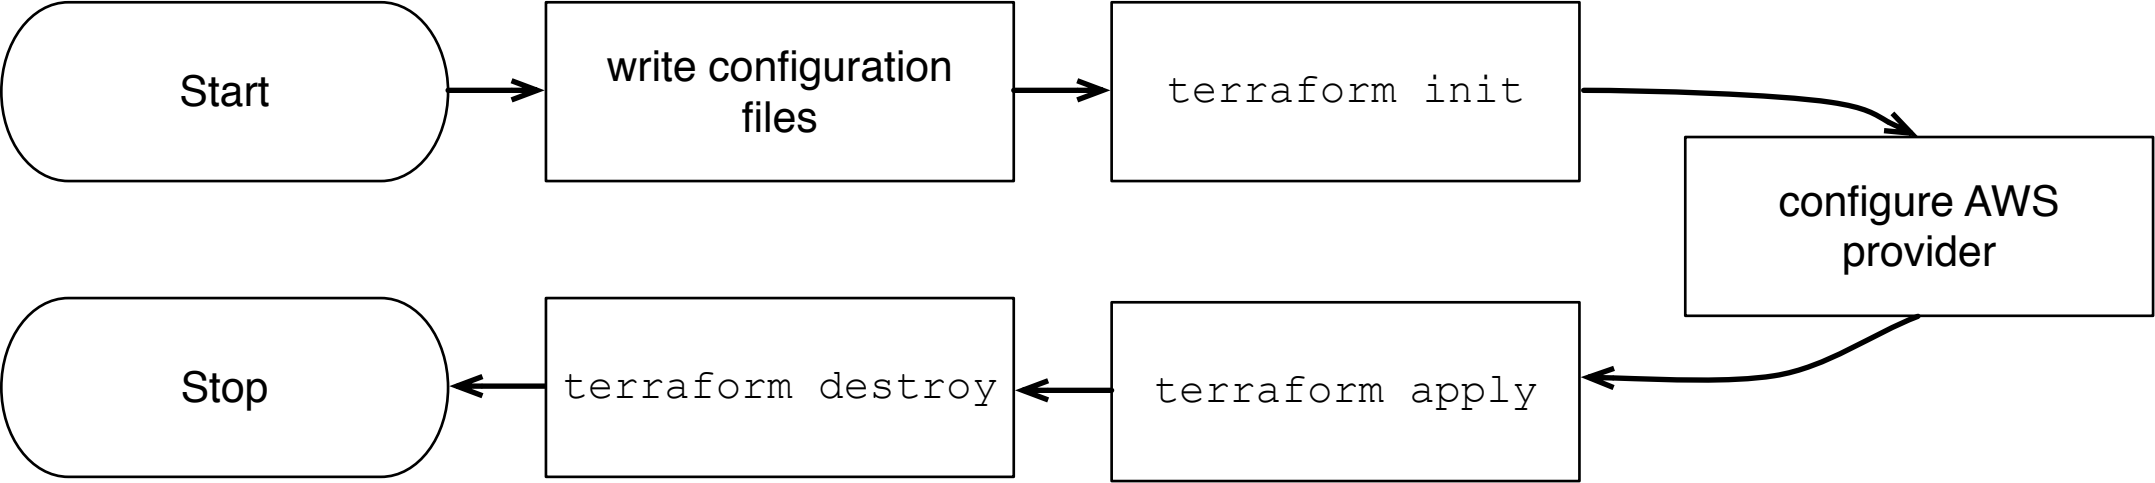 Start
write configuration
files
terraform init
configure AWS
provider
terraform apply
terraform destroy
Stop